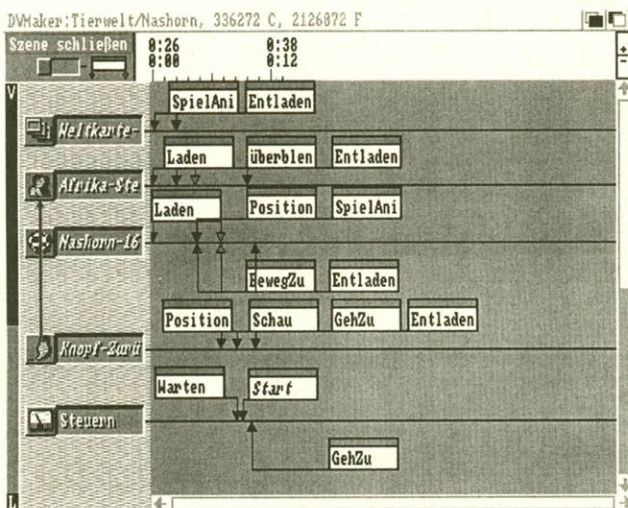 DVMaker:Tierwelt/Nashorn, 336272 C, 2126872 F
Szene schließen
0:26 0:38
0:00 0:12
+
-
V
SpielAni Entladen
Weltkarte-
Laden überblen Entladen
Afrika-Ste
Laden Position SpielAni
Nashorn-16
BewegZu Entladen
Position Schau GehZu Entladen
Knopf-Zurü
Warten Start
Steuern
GehZu
L